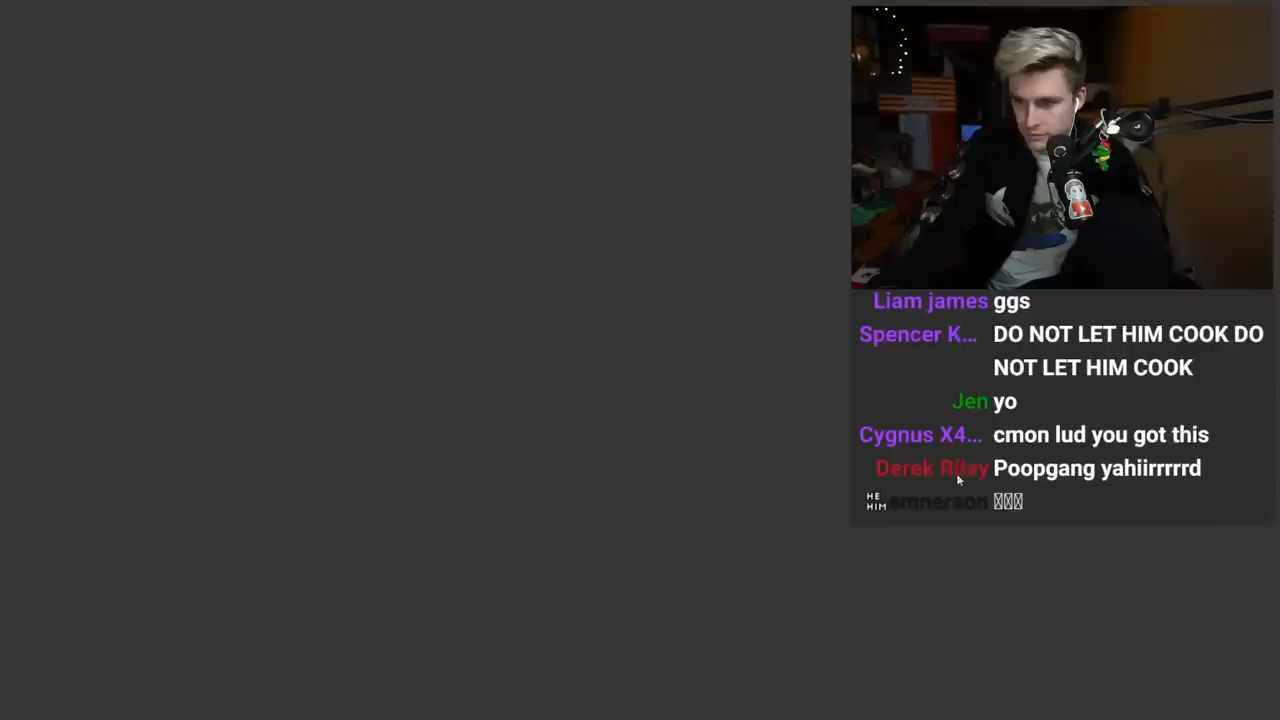 Liam james ggs
Spencer K... DO NOT LET HIM COOK DO
NOT LET HIM COOK
Jen yo
Cygnus X4... cmon lud you got this
Derek Riley Poopgang yahiirrrrrd
HE
HIM
emnerson